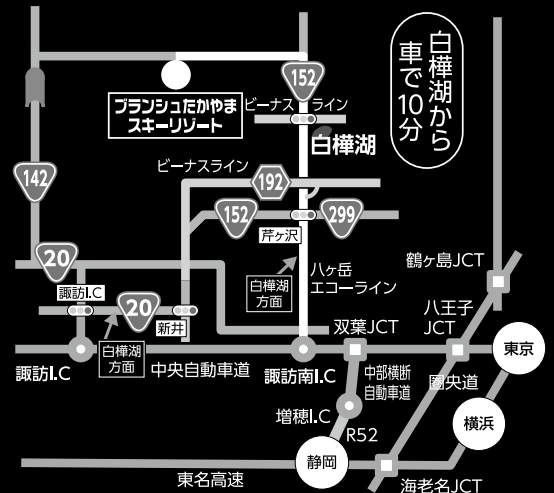 白樺湖から
車で10分
152
ブランシュたかやま
スキーリゾート
ビーナスライン
白樺湖
ビーナスライン
142
192
152
299
芹ヶ沢
20
諏訪I.C
20
新井
白樺湖
方面
八ヶ岳
エコーライン
白樺湖
方面
鶴ヶ島JCT
八王子
JCT
双葉JCT
東京
諏訪I.C
中央自動車道
諏訪南I.C
中部横断
自動車道
圏央道
増穂I.C
横浜
R52
静岡
東名高速
海老名JCT